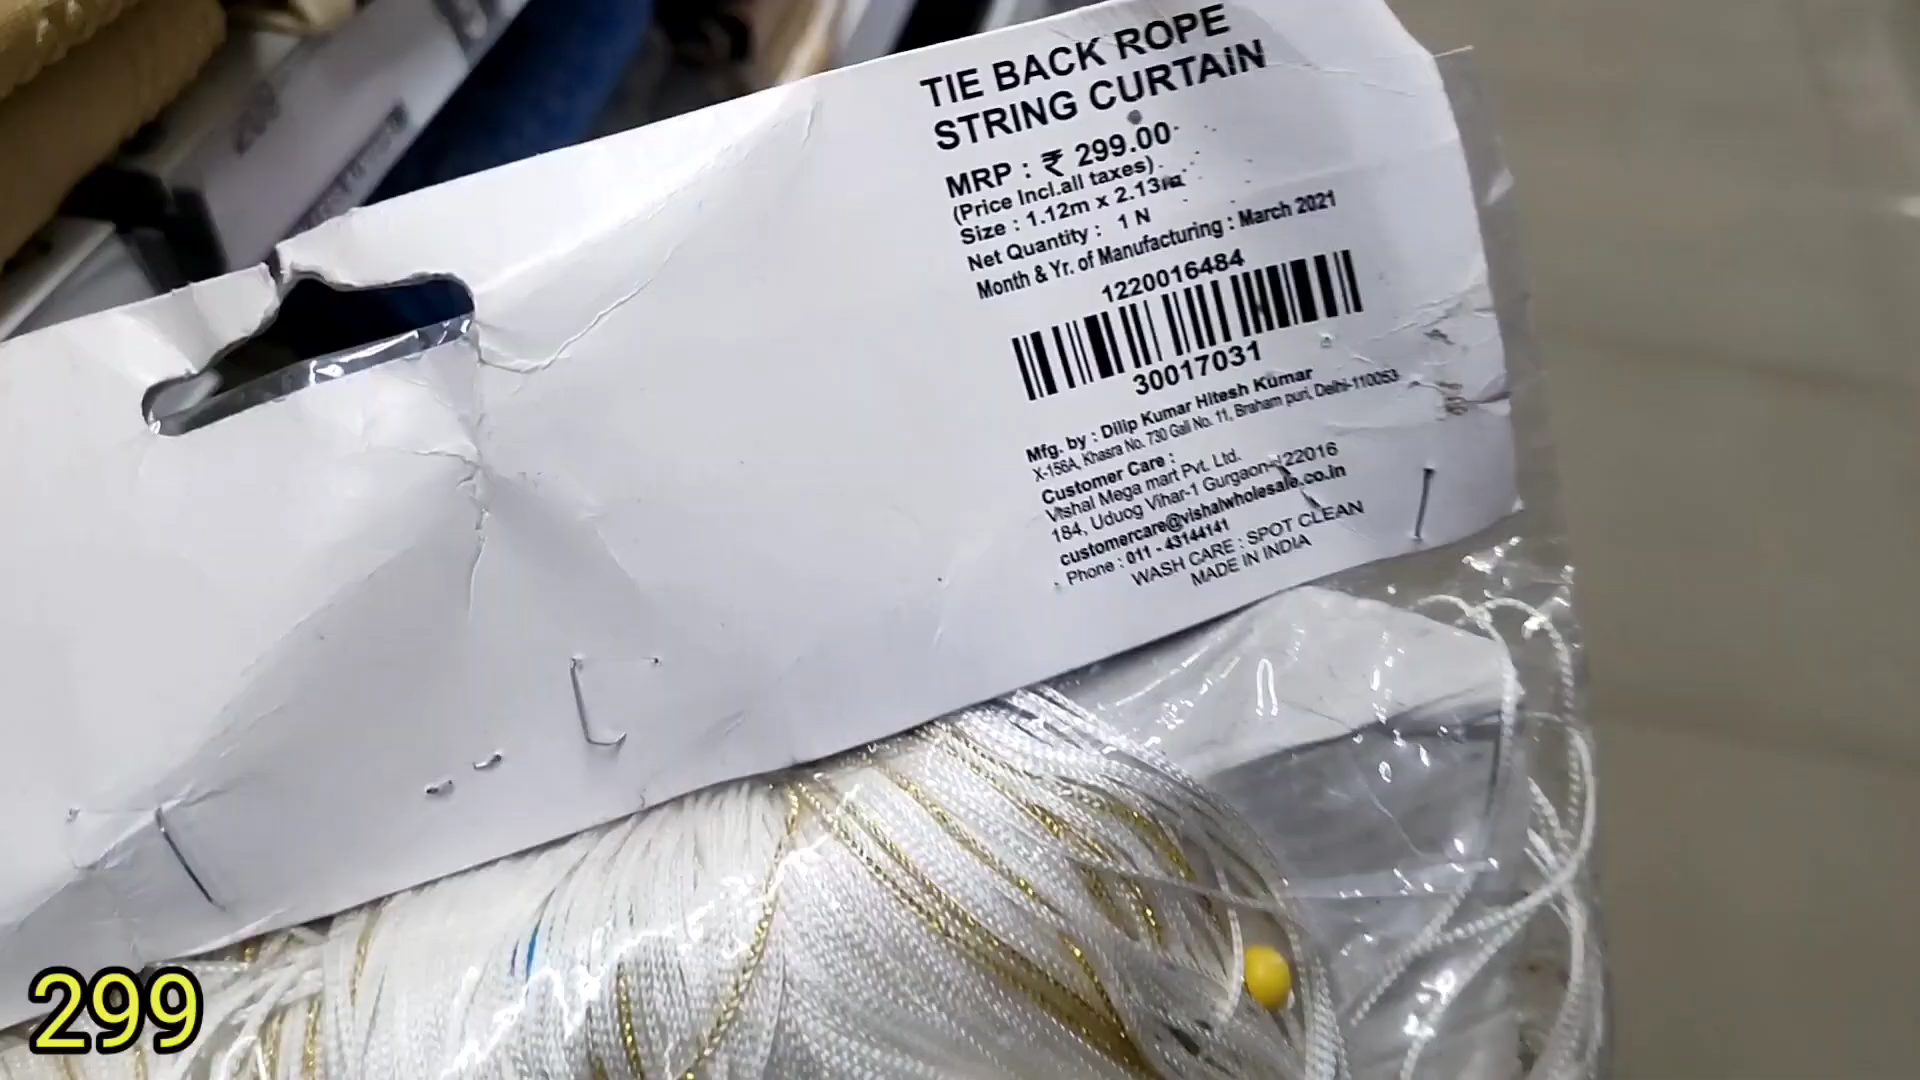 TIE BACK ROPE
STRING CURTAIN
MRP : ₹ 299.00
(Price Incl.all taxes)
Size : 1.12m x 2.13m
Net Quantity : 1 N
Month & Yr. of Manufacturing : March 2021
1220016484
30017031
Mfg. by : Dilip Kumar Hitesh Kumar
X-156A, Khasra No. 730 Gali No. 11, Braham puri, Delhi-110053
Customer Care :
Vishal Mega mart Pvt. Ltd.
184, Uduog Vihar-1 Gurgaon-122016
customercare@vishalwholesale.co.in
Phone : 011 - 43144141
WASH CARE : SPOT CLEAN
MADE IN INDIA
299